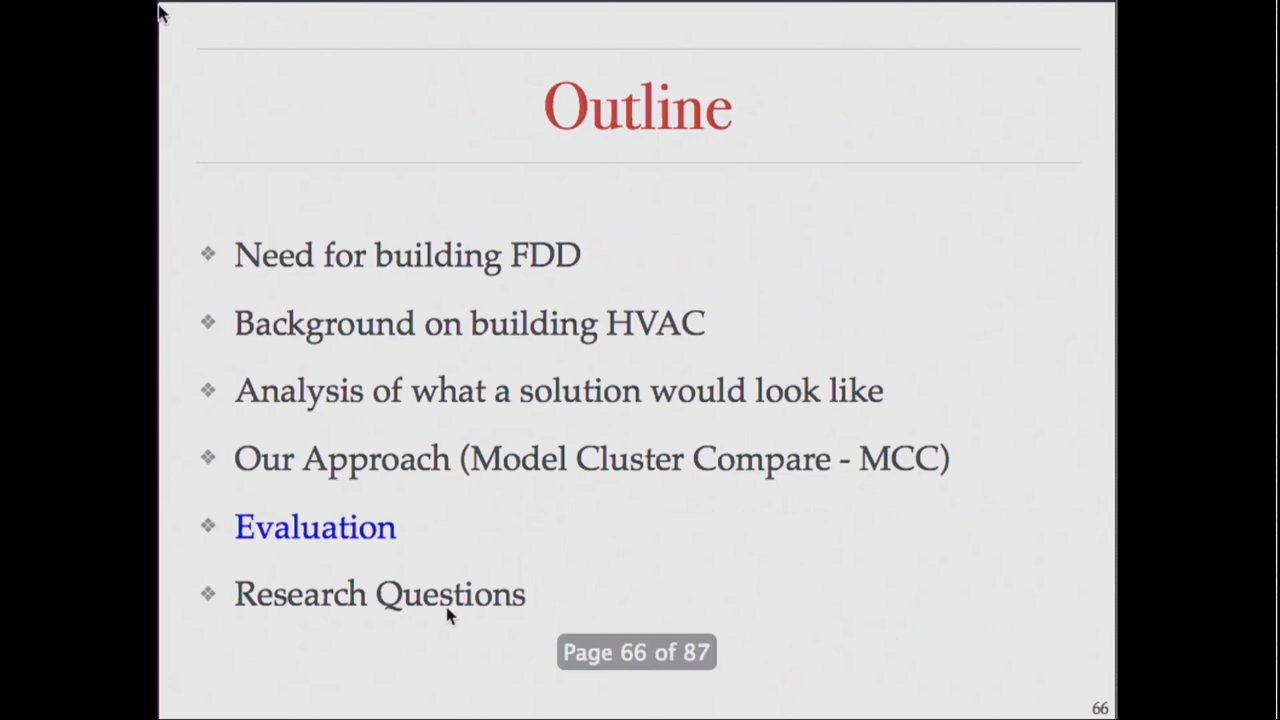 Outline
Need for building FDD
Background on building HVAC
Analysis of what a solution would look like
Our Approach (Model Cluster Compare - MCC)
Evaluation
Research Questions
Page 66 of 87
66